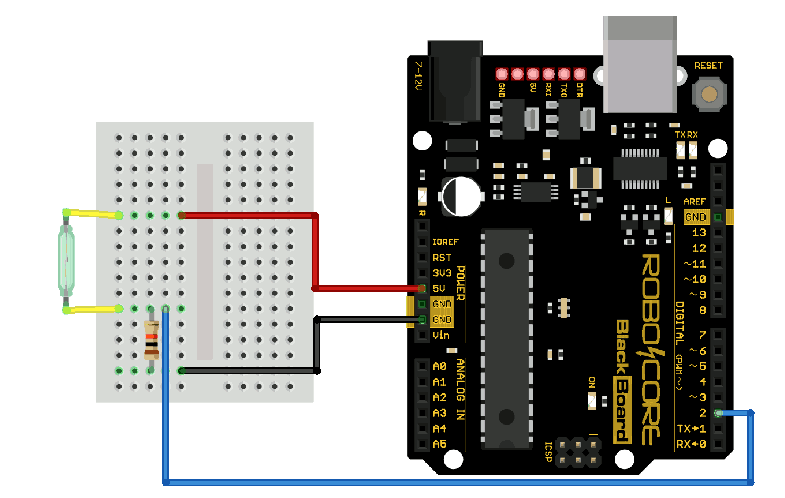 7-12V
GND
5V
RXI
TXO
DTR
RESET
TX RX
L
AREF
GND
13
12
~11
~10
~9
8
7
~6
~5
4
~3
2
TX→1
RX←0
DIGITAL
(PWM ~)
R
IOREF
RST
3V3
5V
GND
GND
Vin
POWER
A0
A1
A2
A3
A4
A5
ANALOG IN
ROBOCORE
BlackBoard
ON
ICSP
1